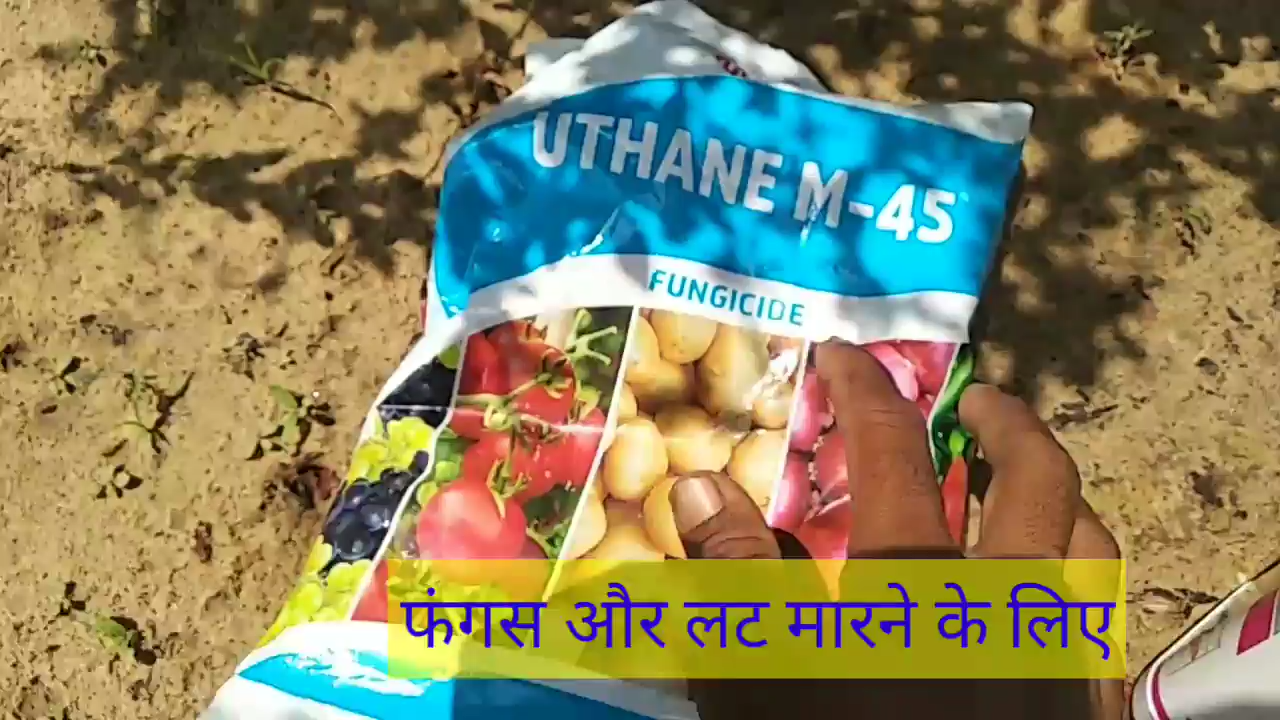 UTHANE M-45
FUNGICIDE
फंगस और लट मारने के लिए